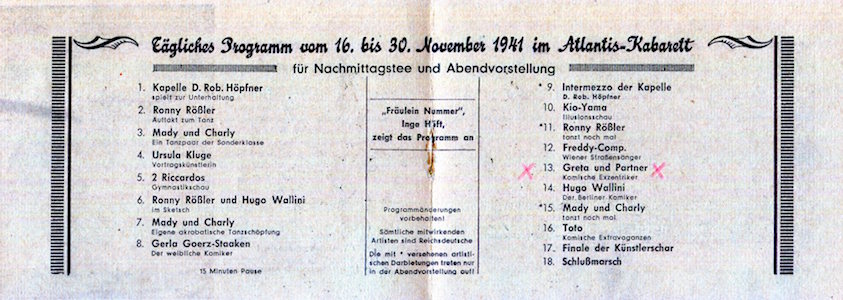 Tägliches Programm vom 16. bis 30. November 1941 im Atlantis-Kabarett
für Nachmittagstee und Abendvorstellung
1. Kapelle D. Rob. Höpfner
spielt zur Unterhaltung
2. Ronny Rößler
Auftakt zum Tanz
3. Mady und Charly
Ein Tanzpaar der Sonderklasse
4. Ursula Kluge
Vortragskünstlerin
5. 2 Riccardos
Gymnastikschau
6. Ronny Rößler und Hugo Wallini
im Sketsch
7. Mady und Charly
Eigene akrobatische Tanzschöpfung
8. Gerla Goerz-Staaken
Der weibliche Komiker
15 Minuten Pause
„Fräulein Nummer",
Inge
zeigt das Programm an
Programmänderungen
vorbehalten!
Sämtliche mitwirkenden
Artisten sind Reichsdeutsche
Die mit * versehenen artisti-
schen Darbietungen treten nur
in der Abendvorstellung auf!
* 9. Intermezzo der Kapelle
D. Rob. Höpfner
10. Kio-Yama
Illusionsschau
*11. Ronny Rößler
tanzt noch mal
12. Freddy-Comp.
Wiener Straßensänger
13. Greta und Partner
Komische Exzentriker
14. Hugo Wallini
Der Berliner Komiker
*15. Mady und Charly
tanzt noch mal
16. Toto
Komische Extravaganzen
17. Finale der Künstlerschar
18. Schlußmarsch